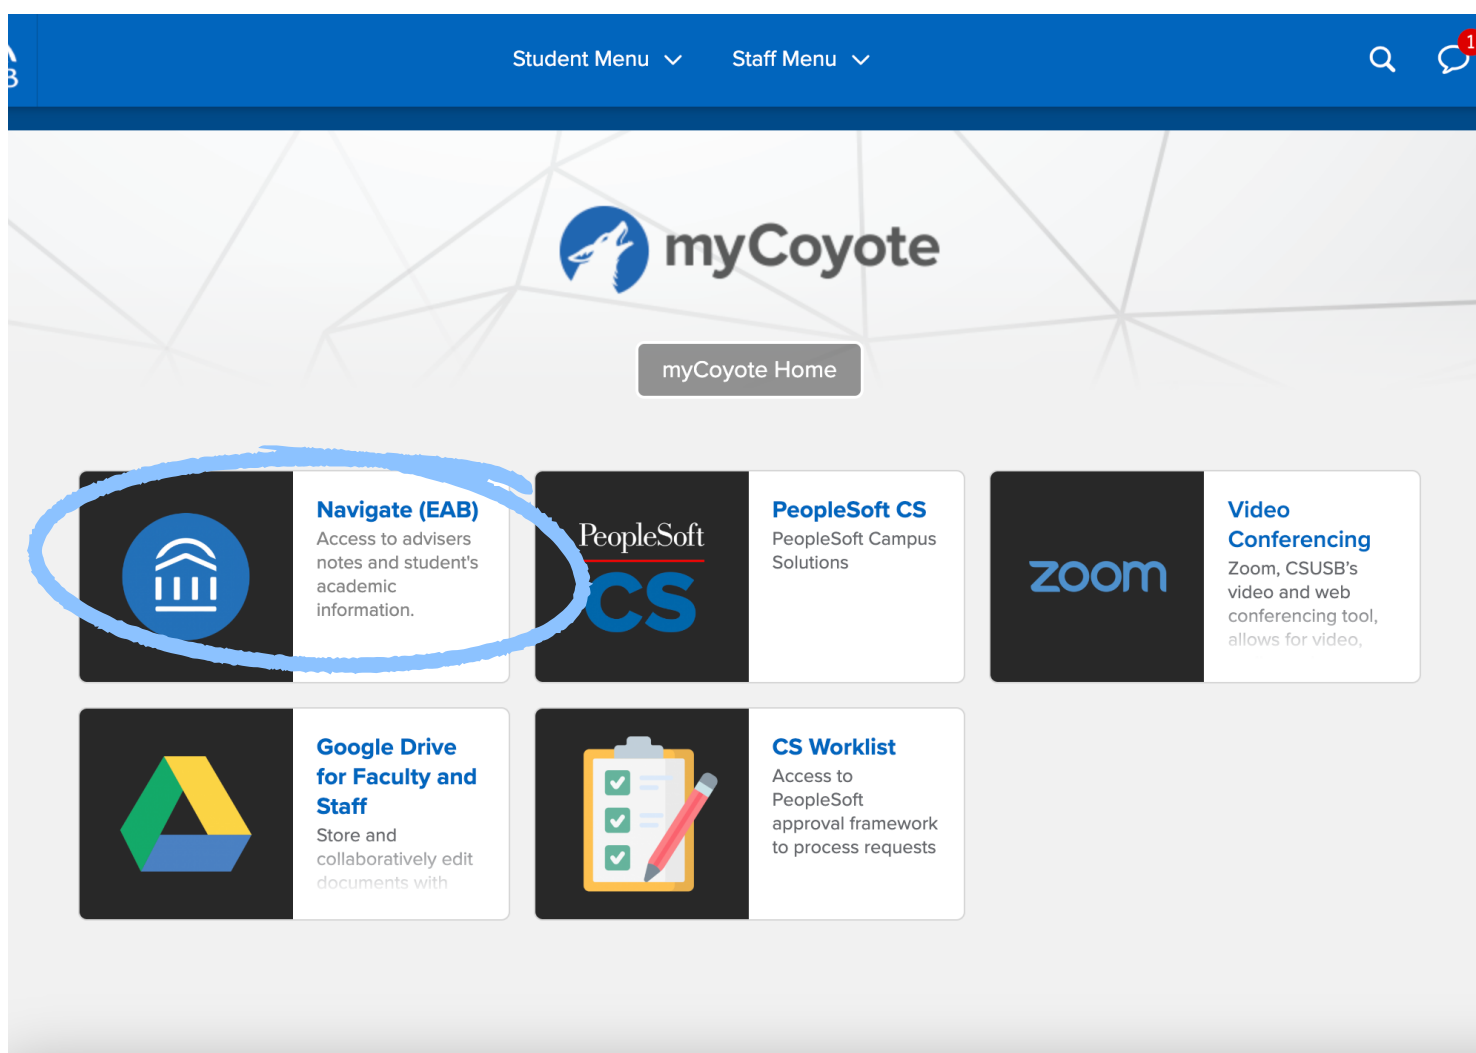 B
Student Menu
Staff Menu
1
myCoyote
myCoyote Home
Navigate (EAB)
Access to advisers
notes and student's
academic
information.
PeopleSoft
CS
PeopleSoft CS
PeopleSoft Campus
Solutions
zoom
Video
Conferencing
Zoom, CSUSB's
video and web
conferencing tool,
allows for video,
Google Drive
for Faculty and
Staff
Store and
collaboratively edit
documents with
CS Worklist
Access to
PeopleSoft
approval framework
to process requests